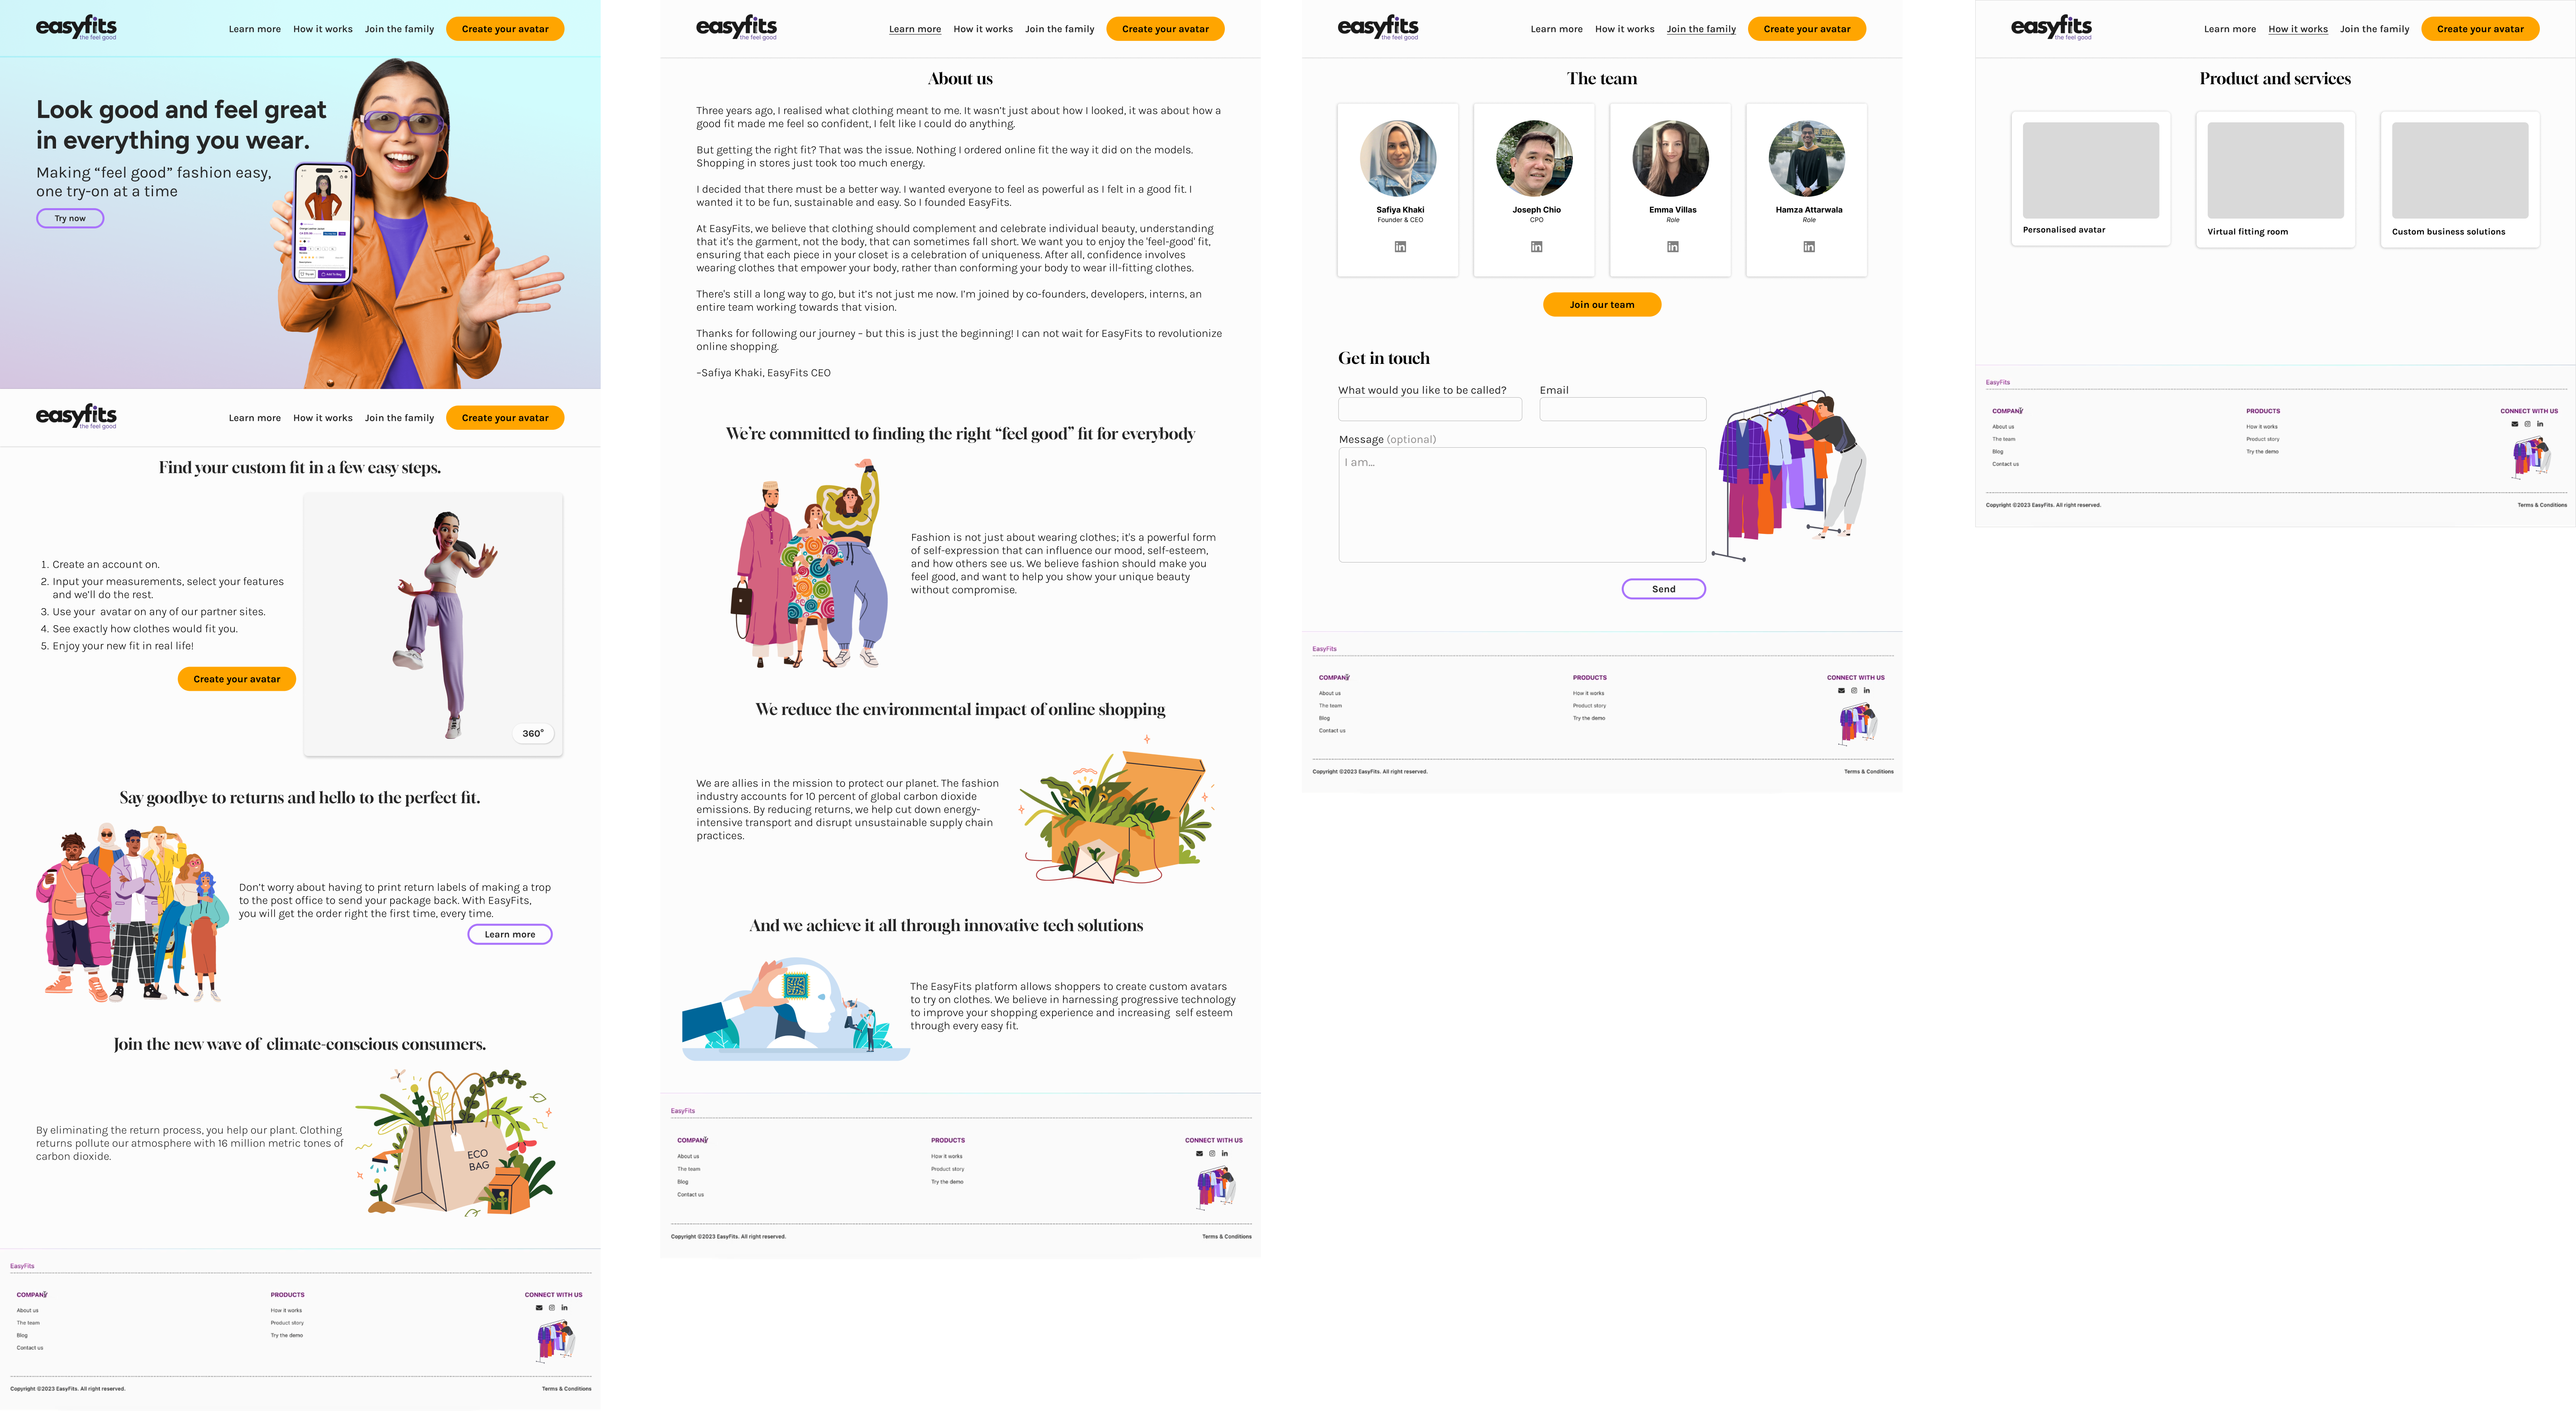 easyfits
the feel good
Learn more How it works Join the family Create your avatar
Look good and feel great
in everything you wear.
Making “feel good” fashion easy,
one try-on at a time
Try now
easyfits
the feel good
Learn more How it works Join the family Create your avatar
Find your custom fit in a few easy steps.
1. Create an account on.
2. Input your measurements, select your features
and we’ll do the rest.
3. Use your avatar on any of our partner sites.
4. See exactly how clothes would fit you.
5. Enjoy your new fit in real life!
Create your avatar
360°
Say goodbye to returns and hello to the perfect fit.
Don’t worry about having to print return labels of making a trop
to the post office to send your package back. With EasyFits,
you will get the order right the first time, every time.
Learn more
Join the new wave of climate-conscious consumers.
By eliminating the return process, you help our plant. Clothing
returns pollute our atmosphere with 16 million metric tones of
carbon dioxide.
ECO
BAG
EasyFits
COMPANY PRODUCTS CONNECT WITH US
About us How it works
The team Product story
Blog Try the demo
Contact us
Copyright ©2023 EasyFits. All right reserved. Terms & Conditions
easyfits
the feel good
Learn more How it works Join the family Create your avatar
About us
Three years ago, I realised what clothing meant to me. It wasn’t just about how I looked, it was about how a
good fit made me feel so confident, I felt like I could do anything.
But getting the right fit? That was the issue. Nothing I ordered online fit the way it did on the models.
Shopping in stores just took too much energy.
I decided that there must be a better way. I wanted everyone to feel as powerful as I felt in a good fit. I
wanted it to be fun, sustainable and easy. So I founded EasyFits.
At EasyFits, we believe that clothing should complement and celebrate individual beauty, understanding
that it's the garment, not the body, that can sometimes fall short. We want you to enjoy the 'feel-good' fit,
ensuring that each piece in your closet is a celebration of uniqueness. After all, confidence involves
wearing clothes that empower your body, rather than conforming your body to wear ill-fitting clothes.
There's still a long way to go, but it’s not just me now. I'm joined by co-founders, developers, interns, an
entire team working towards that vision.
Thanks for following our journey – but this is just the beginning! I can not wait for EasyFits to revolutionize
online shopping.
–Safiya Khaki, EasyFits CEO
We’re committed to finding the right “feel good” fit for everybody
Fashion is not just about wearing clothes; it's a powerful form
of self-expression that can influence our mood, self-esteem,
and how others see us. We believe fashion should make you
feel good, and want to help you show your unique beauty
without compromise.
We reduce the environmental impact of online shopping
We are allies in the mission to protect our planet. The fashion
industry accounts for 10 percent of global carbon dioxide
emissions. By reducing returns, we help cut down energy-
intensive transport and disrupt unsustainable supply chain
practices.
And we achieve it all through innovative tech solutions
The EasyFits platform allows shoppers to create custom avatars
to try on clothes. We believe in harnessing progressive technology
to improve your shopping experience and increasing self esteem
through every easy fit.
EasyFits
COMPANY PRODUCTS CONNECT WITH US
About us How it works
The team Product story
Blog Try the demo
Contact us
Copyright ©2023 EasyFits. All right reserved. Terms & Conditions
easyfits
the feel good
Learn more How it works Join the family Create your avatar
The team
Safiya Khaki Joseph Chio Emma Villas Hamza Attarwala
Founder & CEO CPO Role Role
in in in in
Join our team
Get in touch
What would you like to be called? Email
Message (optional)
I am...
Send
EasyFits
COMPANY PRODUCTS CONNECT WITH US
About us How it works
The team Product story
Blog Try the demo
Contact us
Copyright ©2023 EasyFits. All right reserved. Terms & Conditions
easyfits
the feel good
Learn more How it works Join the family Create your avatar
Product and services
Personalised avatar Virtual fitting room Custom business solutions
EasyFits
COMPANY PRODUCTS CONNECT WITH US
About us How it works
The team Product story
Blog Try the demo
Contact us
Copyright ©2023 EasyFits. All right reserved. Terms & Conditions